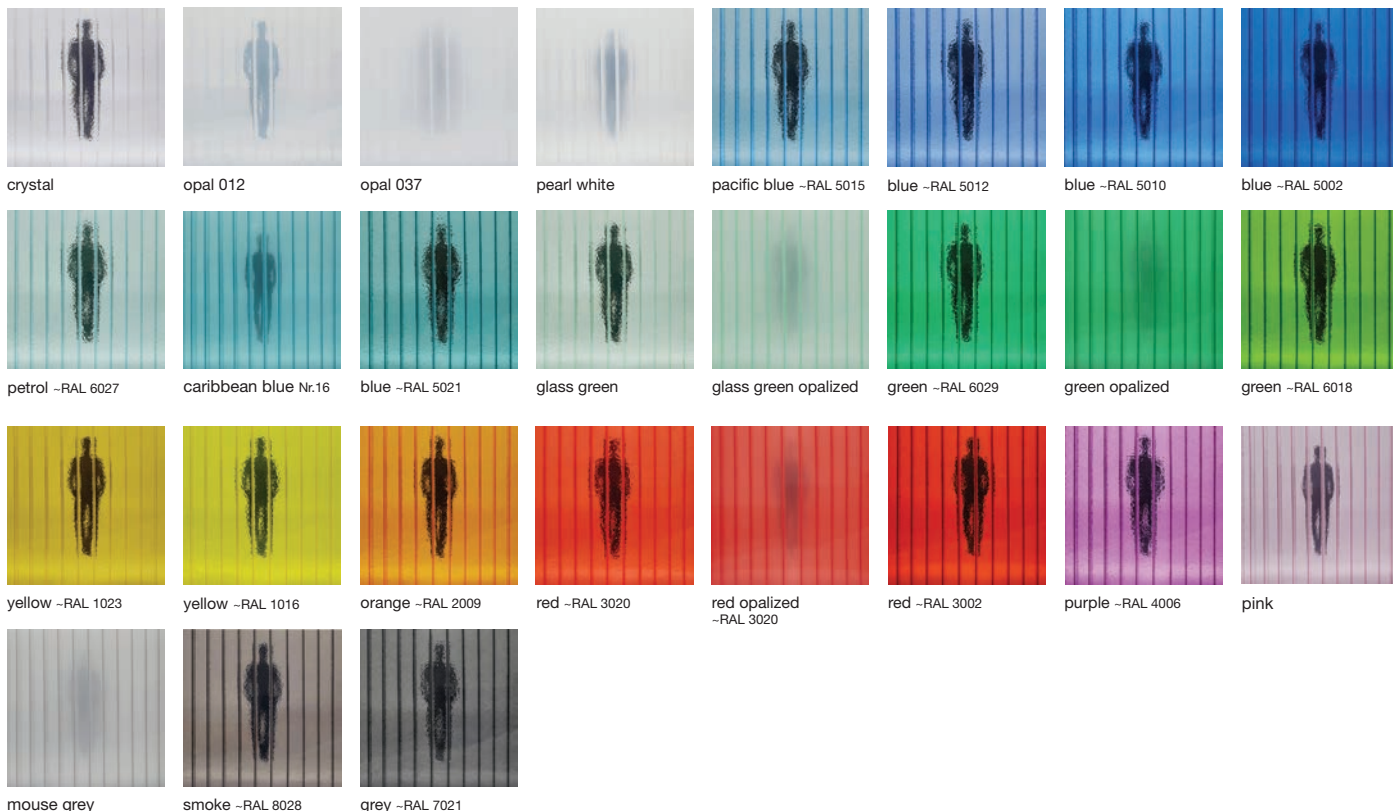 crystal
opal 012
opal 037
pearl white
pacific blue ~RAL 5015
blue ~RAL 5012
blue ~RAL 5010
blue ~RAL 5002
petrol ~RAL 6027
caribbean blue Nr.16
blue ~RAL 5021
glass green
glass green opalized
green ~RAL 6029
green opalized
green ~RAL 6018
yellow ~RAL 1023
yellow ~RAL 1016
orange ~RAL 2009
red ~RAL 3020
red opalized
~RAL 3020
red ~RAL 3002
purple ~RAL 4006
pink
mouse grey
smoke ~RAL 8028
grey ~RAL 7021